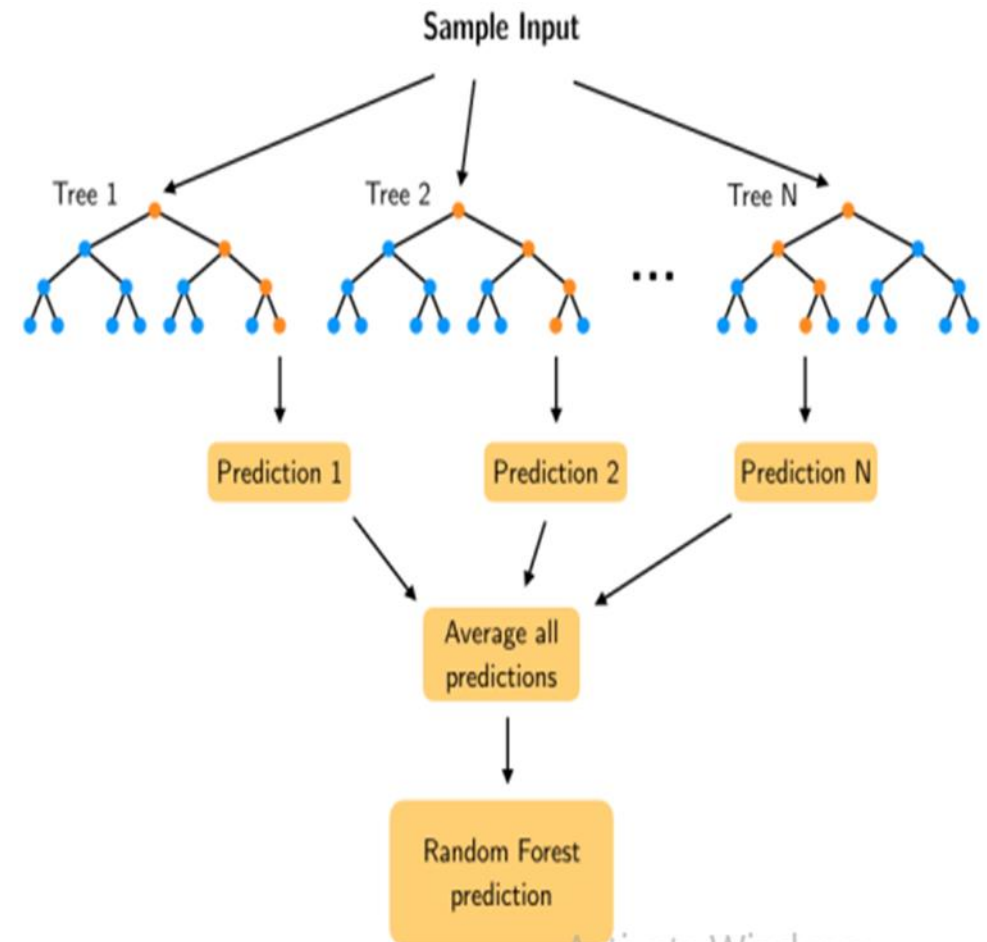 Sample Input
Tree 1
Tree 2
Tree N
...
Prediction 1
Prediction 2
Prediction N
Average all
predictions
Random Forest
prediction